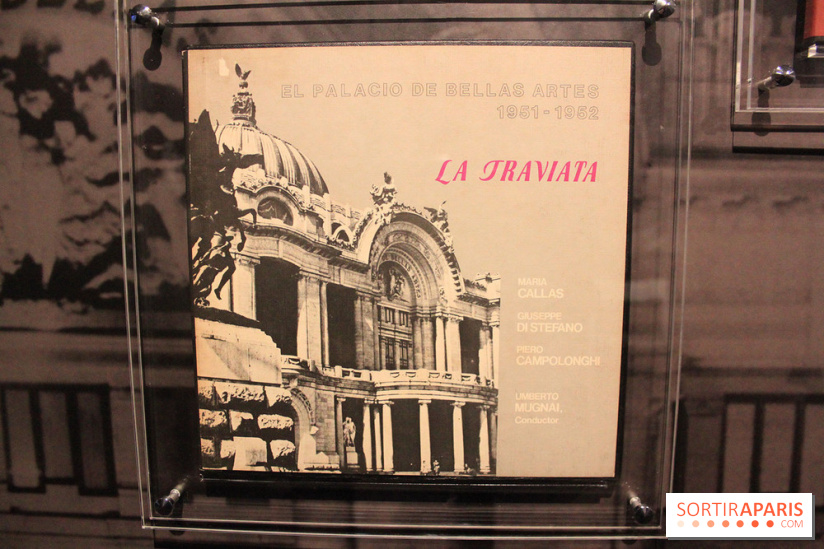 EL PALACIO DE BELLAS ARTES
1951-1952
LA TRAVIATA
MARIA
CALLAS
GIUSEPPE
DI STEFANO
PIERO
CAMPOLONGHI
UMBERTO
MUGNAI,
Conductor
SORTIRAPARIS
.COM